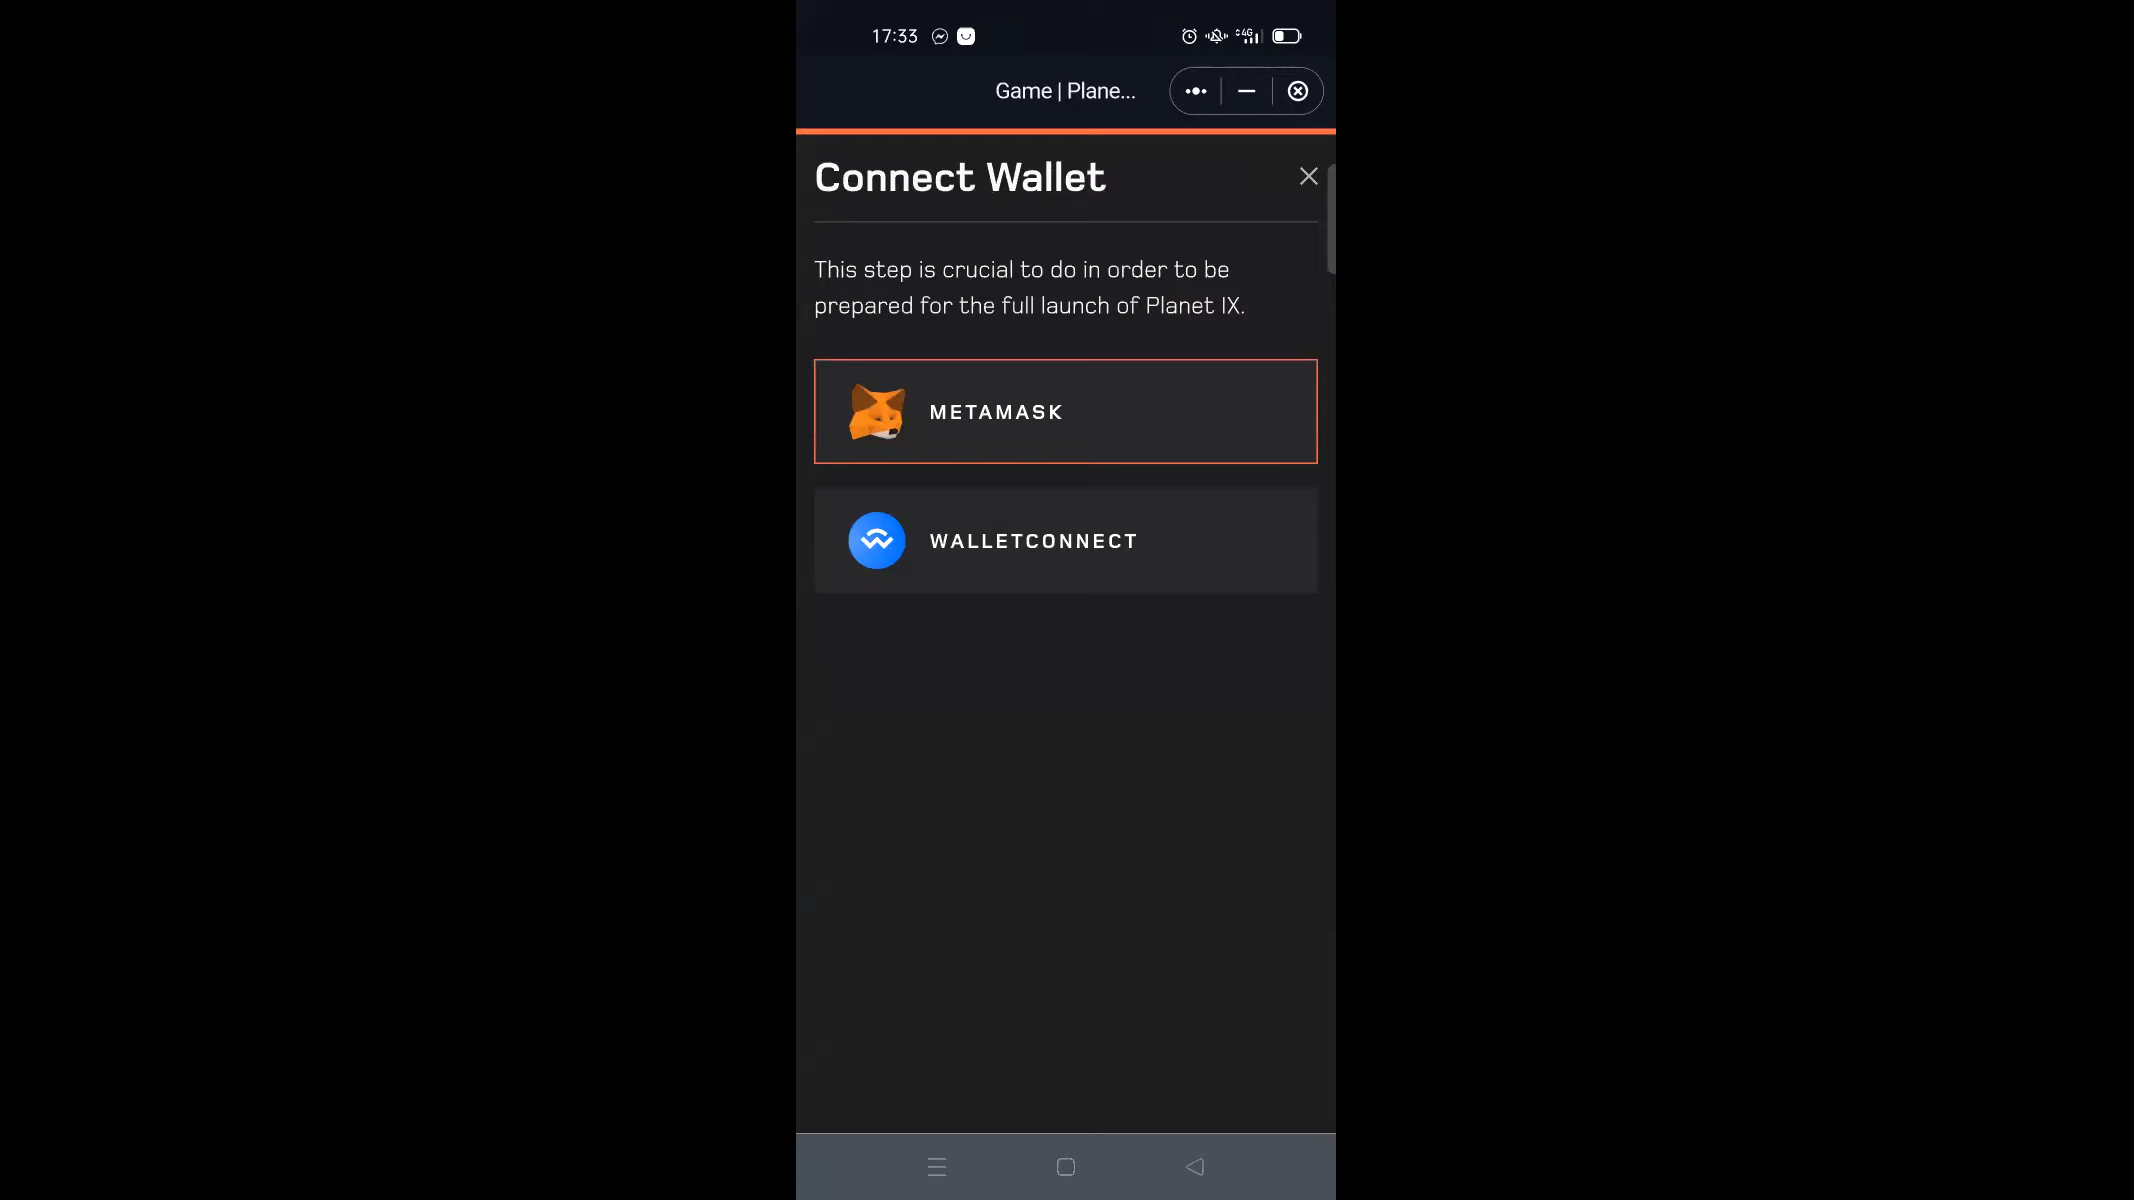 17:33
4G
Game | Plane...
Connect Wallet
This step is crucial to do in order to be
prepared for the full launch of Planet IX.
METAMASK
WALLETCONNECT